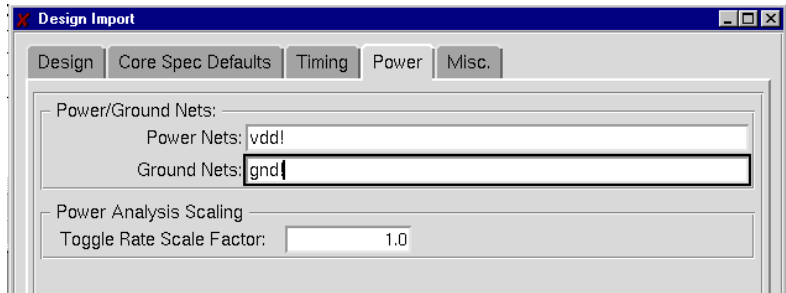 Design Import
Design Core Spec Defaults Timing Power Misc.
Power/Ground Nets:
Power Nets: vdd!
Ground Nets: gnd!
Power Analysis Scaling
Toggle Rate Scale Factor: 1.0